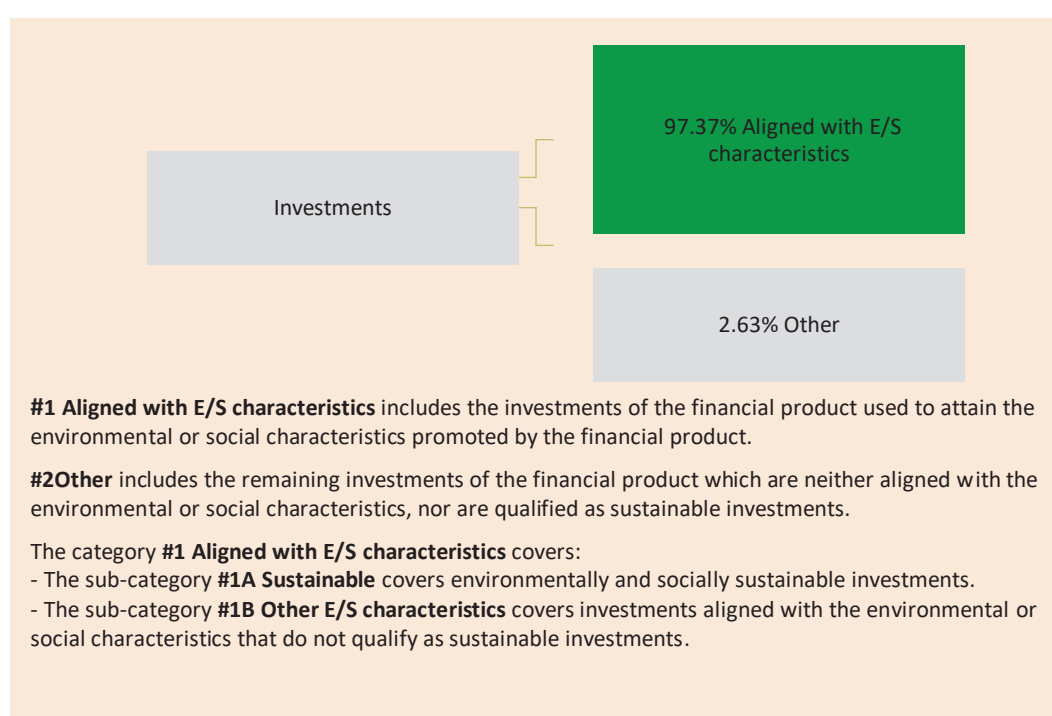 97.37% Aligned with E/S
characteristics
Investments
2.63% Other
#1 Aligned with E/S characteristics includes the investments of the financial product used to attain the
environmental or social characteristics promoted by the financial product.
#2Other includes the remaining investments of the financial product which are neither aligned with the
environmental or social characteristics, nor are qualified as sustainable investments.
The category #1 Aligned with E/S characteristics covers:
- The sub-category #1A Sustainable covers environmentally and socially sustainable investments.
- The sub-category #1B Other E/S characteristics covers investments aligned with the environmental or
social characteristics that do not qualify as sustainable investments.